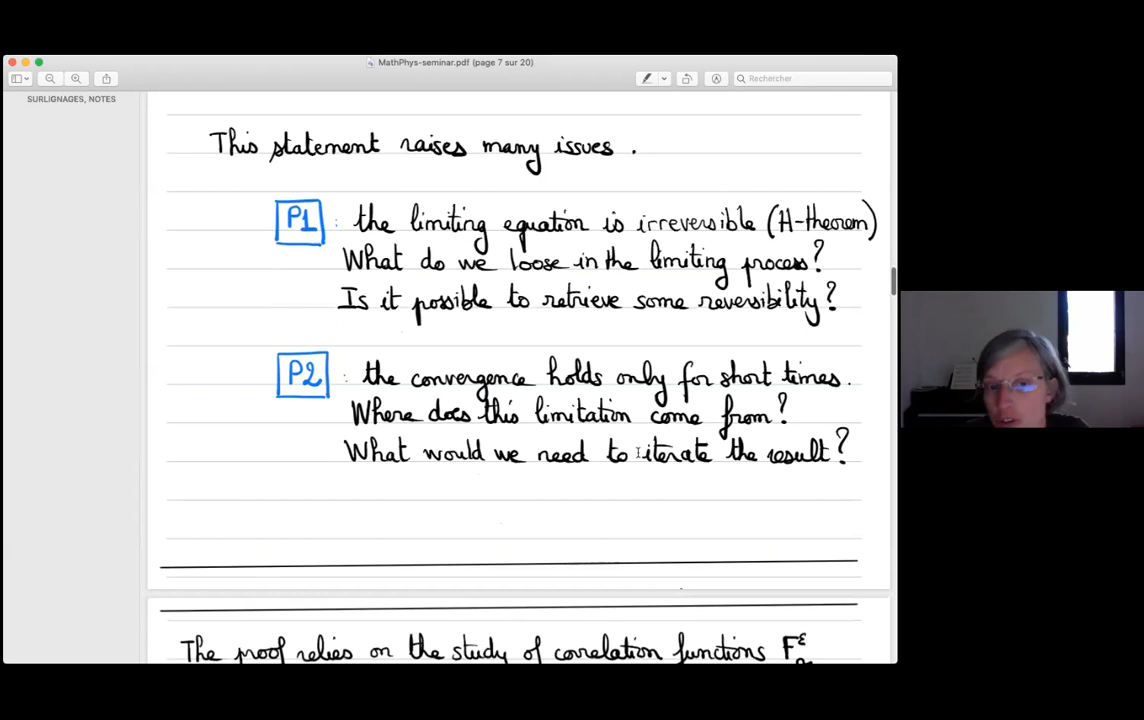 MathPhys-seminar.pdf (page 7 sur 20)
Rechercher
SURLIGNAGES, NOTES
This statement raises many issues .
P1 : the limiting equation is irreversible (H-theorem)
What do we loose in the limiting process?
Is it possible to retrieve some reversibility?
P2 : the convergence holds only for short times.
Where does this limitation come from?
What would we need to iterate the result?
The proof relies on the study of correlation functions